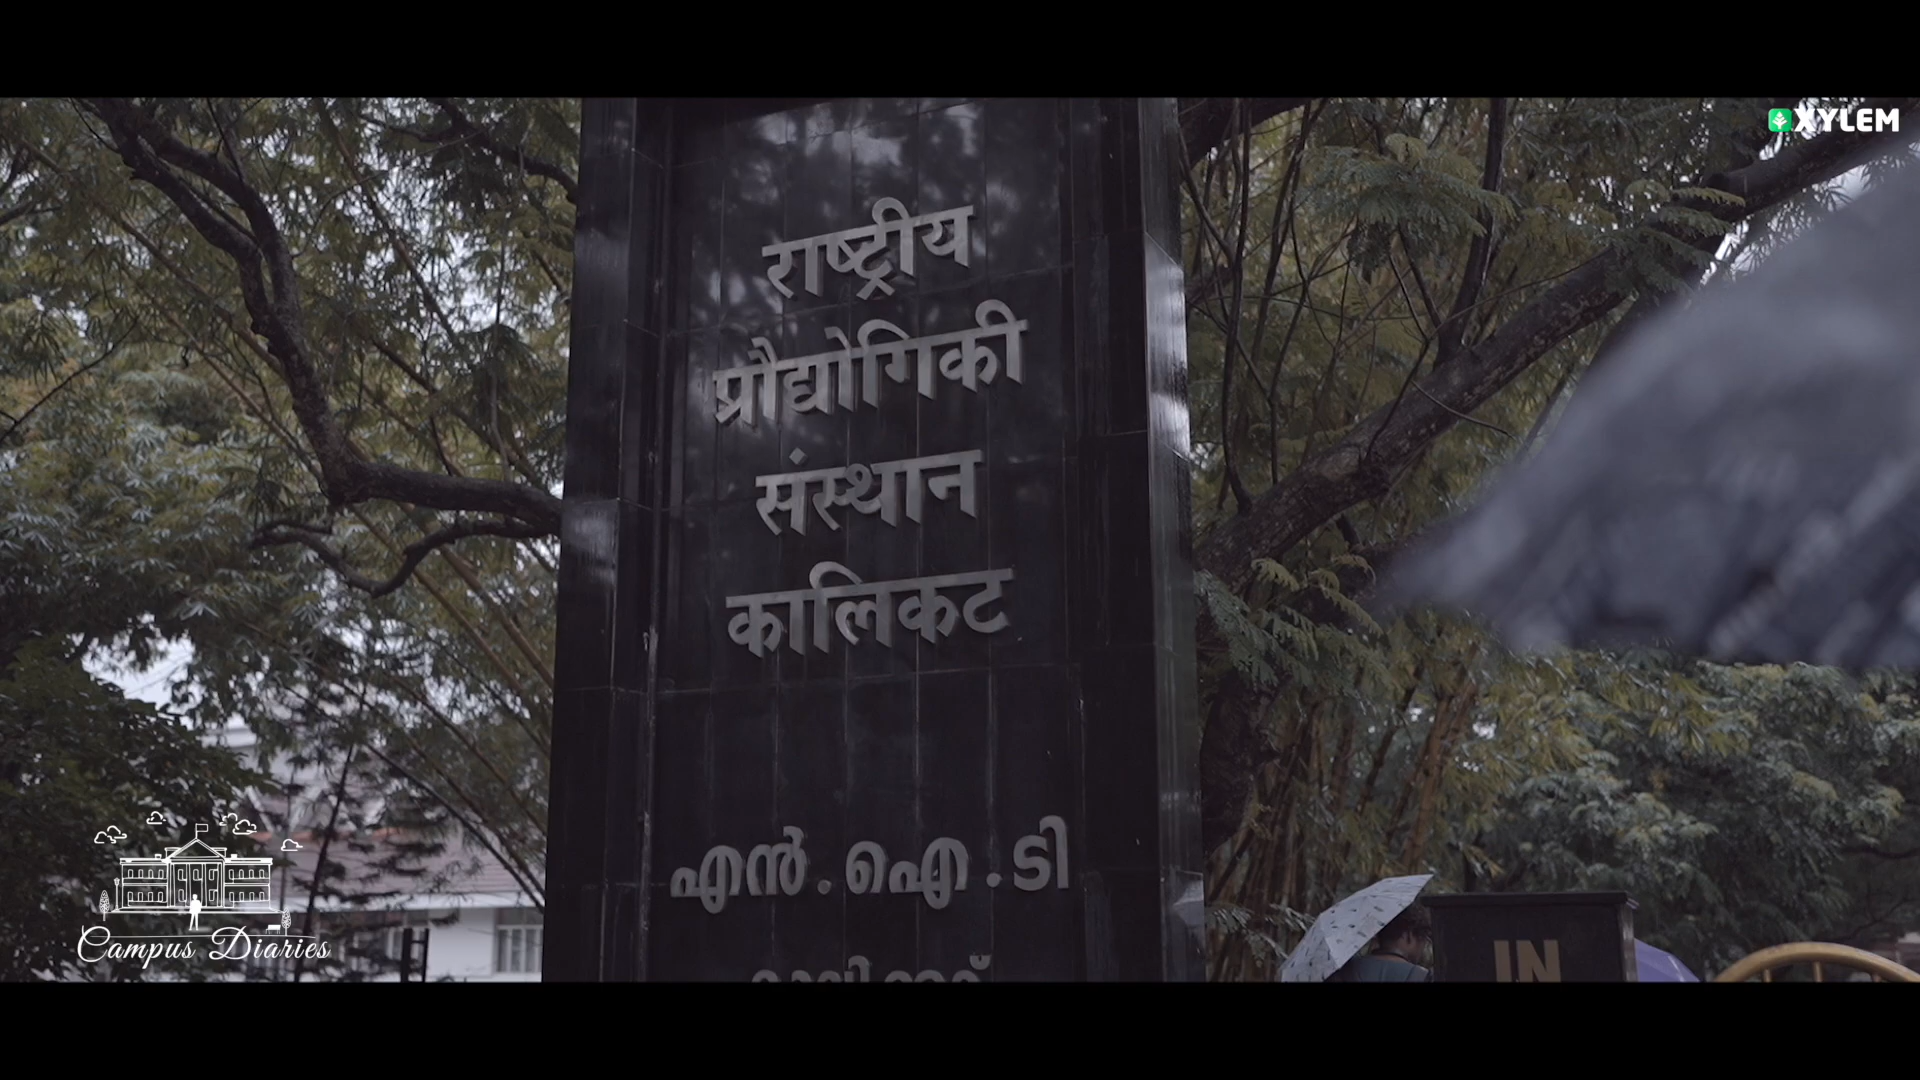 XYLEM
राष्ट्रीय
प्रौद्योगिकी
संस्थान
कालिकट
എൻ.ഐ.ടി
IN
Campus Diaries